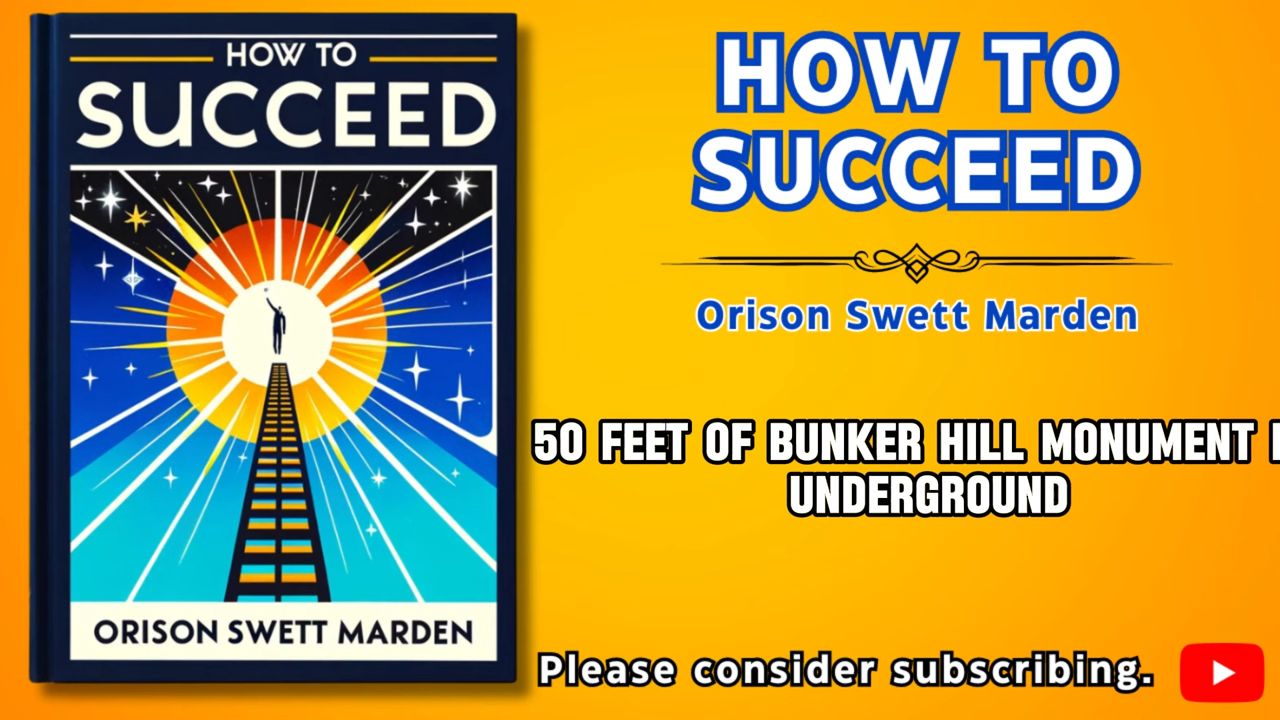 HOW TO
SUCCEED
ORISON SWETT MARDEN
HOW TO
SUCCEED
Orison Swett Marden
50 FEET OF BUNKER HILL MONUMENT
UNDERGROUND
Please consider subscribing.